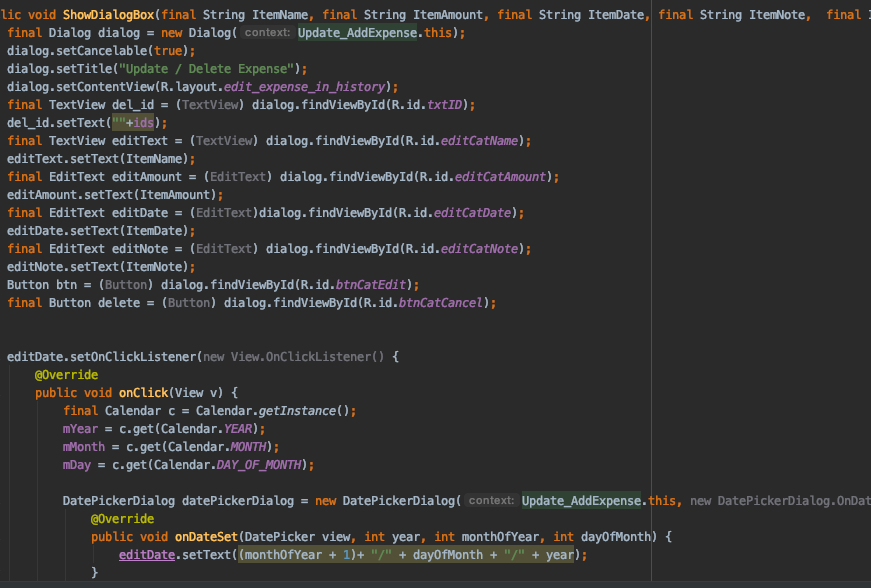 lic void ShowDialogBox(final String ItemName, final String ItemAmount, final String ItemDate, final String ItemNote, final
final Dialog dialog = new Dialog( context: Update_AddExpense.this);
dialog.setCancelable(true);
dialog.setTitle("Update / Delete Expense");
dialog.setContentView(R.layout.edit_expense_in_history);
final TextView del_id = (TextView) dialog.findViewById(R.id.txtID);
del_id.setText(""+ids);
final TextView editText = (TextView) dialog.findViewById(R.id.editCatName);
editText.setText(ItemName);
final EditText editAmount = (EditText) dialog.findViewById(R.id.editCatAmount);
editAmount.setText(ItemAmount);
final EditText editDate = (EditText)dialog.findViewById(R.id.editCatDate);
editDate.setText(ItemDate);
final EditText editNote = (EditText) dialog.findViewById(R.id.editCatNote);
editNote.setText(ItemNote);
Button btn = (Button) dialog.findViewById(R.id.btnCatEdit);
final Button delete = (Button) dialog.findViewById(R.id.btnCatCancel);
editDate.setOnClickListener(new View.OnClickListener() {
@Override
public void onClick(View v) {
final Calendar c = Calendar.getInstance();
mYear = c.get(Calendar.YEAR);
mMonth = c.get(Calendar.MONTH);
mDay = c.get(Calendar.DAY_OF_MONTH);
DatePickerDialog datePickerDialog = new DatePickerDialog( context: Update_AddExpense.this, new DatePickerDialog.OnDat
@Override
public void onDateSet(DatePicker view, int year, int monthOfYear, int dayOfMonth) {
editDate.setText((monthOfYear + 1)+ "/" + dayOfMonth + "/" + year);
}